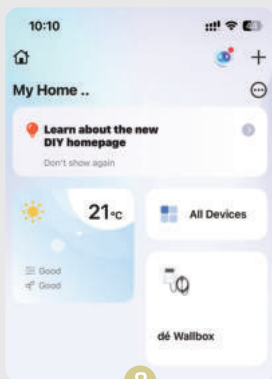 10:10
My Home ..
Learn about the new
DIY homepage
Don't show again
21°C
All Devices
Good
Good
dé Wallbox